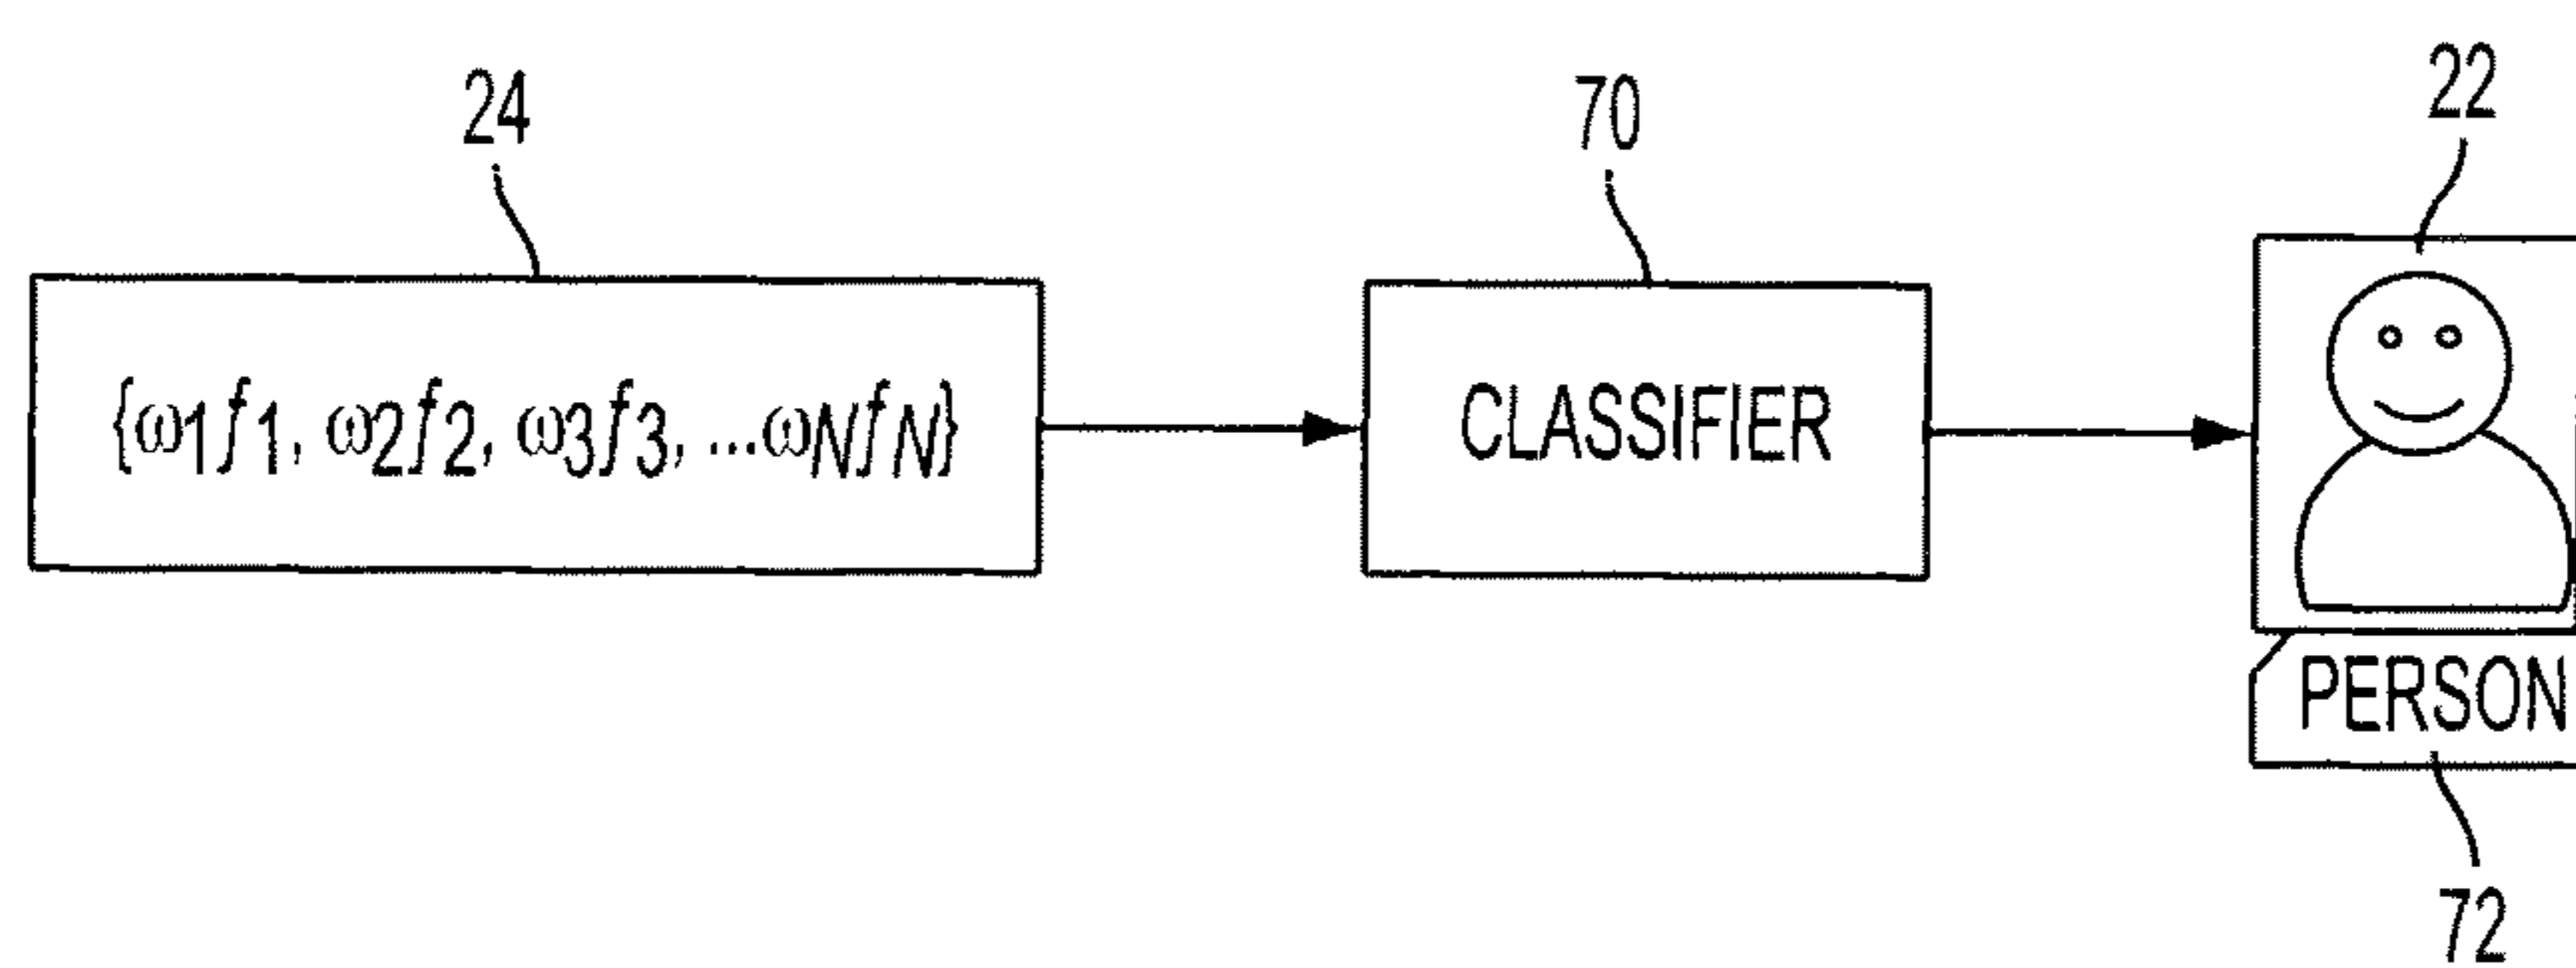 24
70
22
{ω1f1, ω2f2, ω3f3, ...ωNfN}
CLASSIFIER
PERSON
72